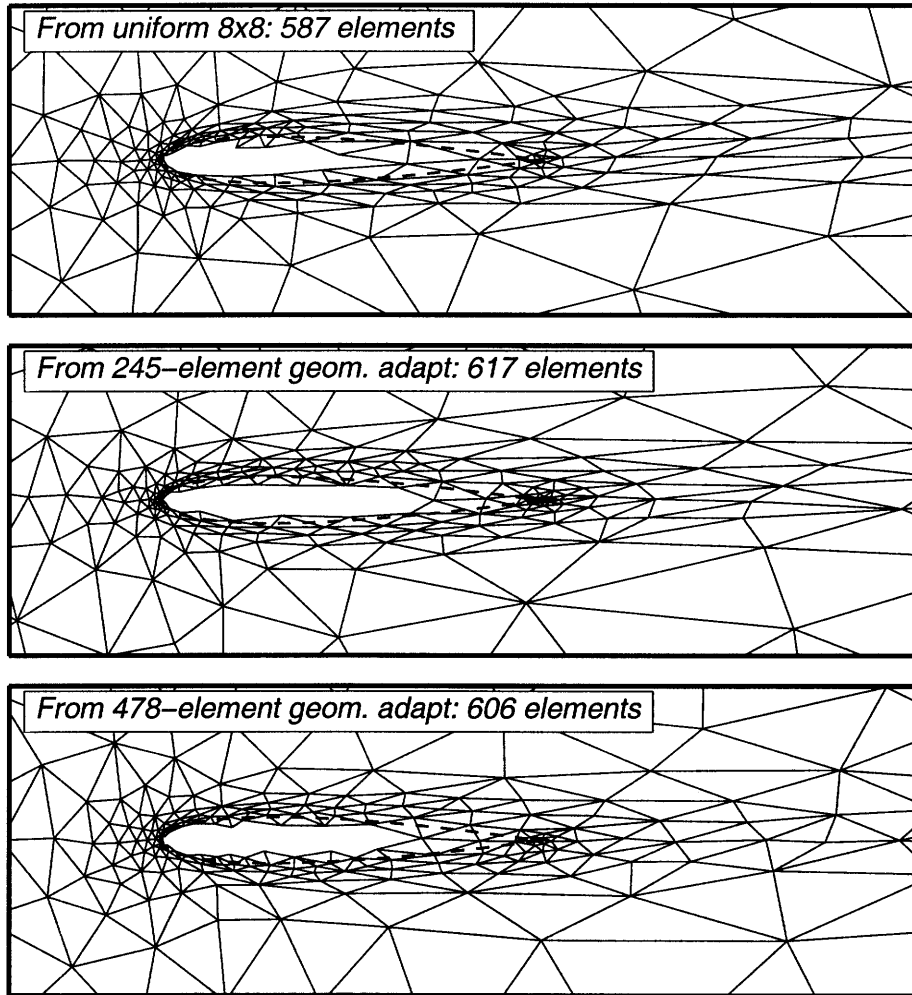 From uniform 8x8: 587 elements
From 245–element geom. adapt: 617 elements
From 478–element geom. adapt: 606 elements